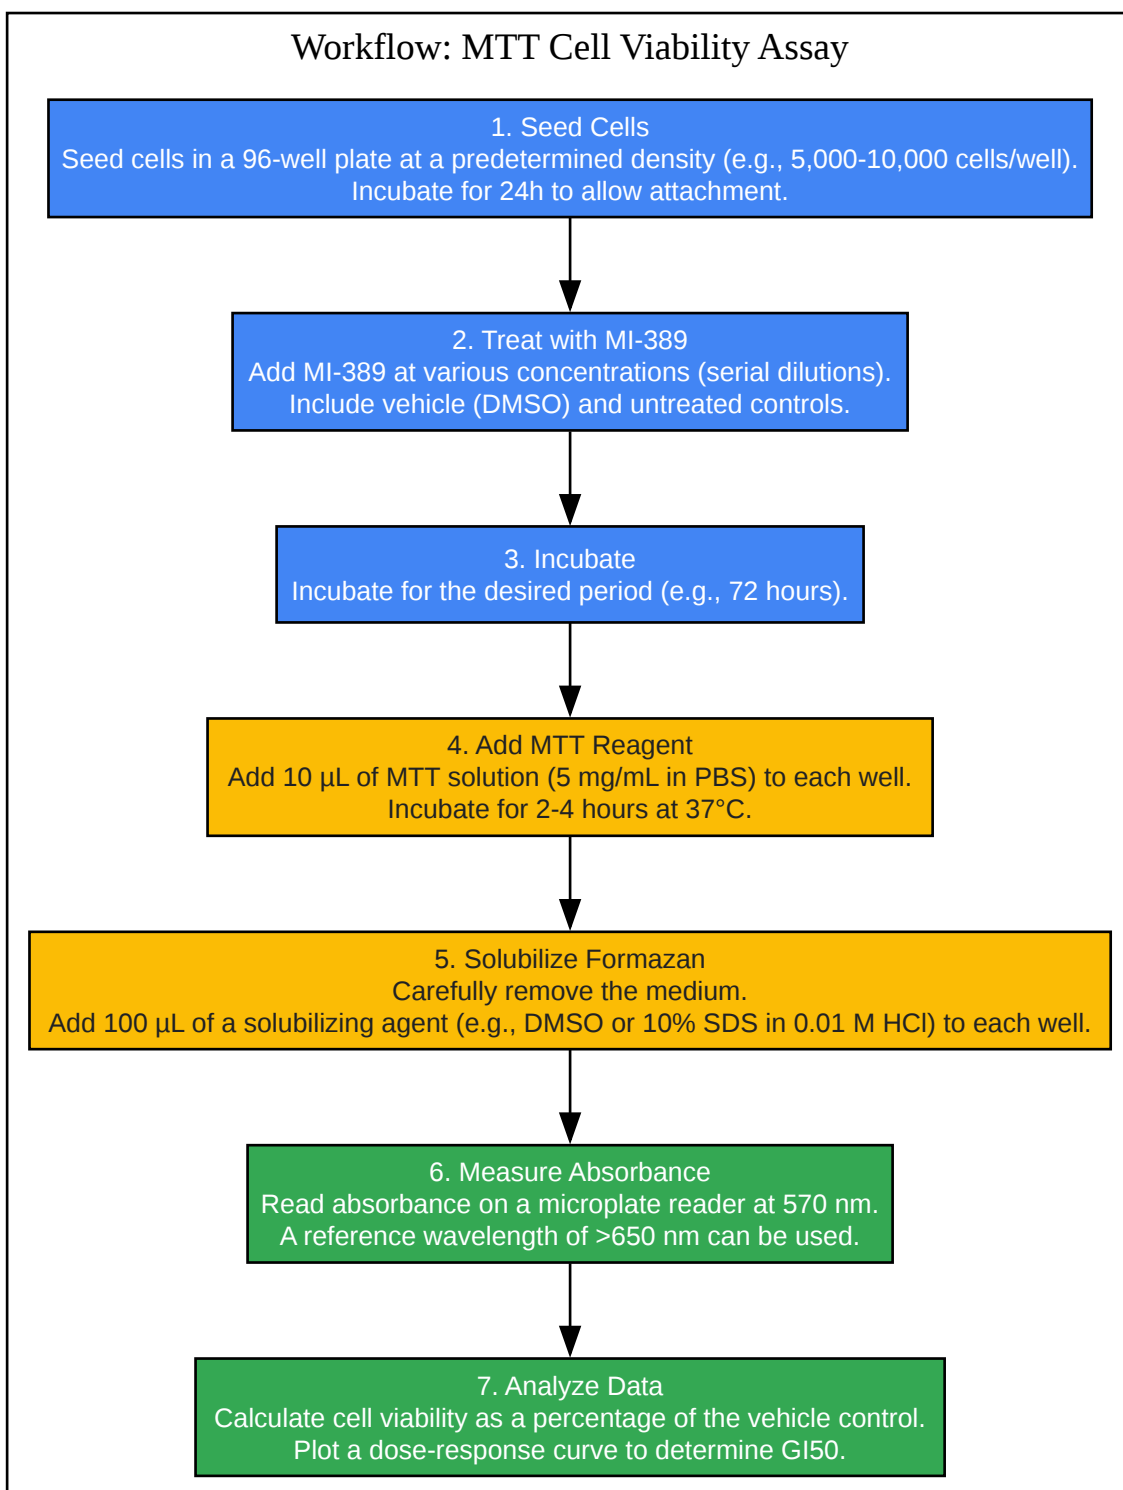 Workflow: MTT Cell Viability Assay
1. Seed Cells
Seed cells in a 96-well plate at a predetermined density (e.g., 5,000-10,000 cells/well).
Incubate for 24h to allow attachment.
2. Treat with MI-389
Add MI-389 at various concentrations (serial dilutions).
Include vehicle (DMSO) and untreated controls.
3. Incubate
Incubate for the desired period (e.g., 72 hours).
4. Add MTT Reagent
Add 10 µL of MTT solution (5 mg/mL in PBS) to each well.
Incubate for 2-4 hours at 37°C.
5. Solubilize Formazan
Carefully remove the medium.
Add 100 µL of a solubilizing agent (e.g., DMSO or 10% SDS in 0.01 M HCl) to each well.
6. Measure Absorbance
Read absorbance on a microplate reader at 570 nm.
A reference wavelength of >650 nm can be used.
7. Analyze Data
Calculate cell viability as a percentage of the vehicle control.
Plot a dose-response curve to determine GI50.